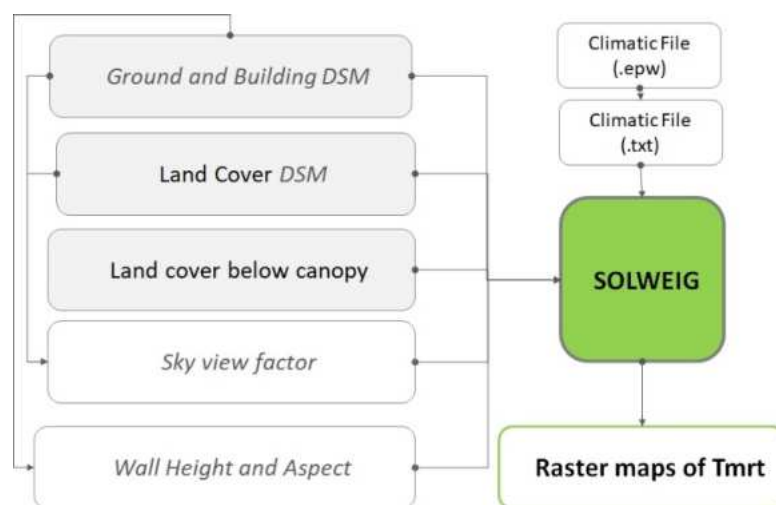 Ground and Building DSM
Land Cover DSM
Land cover below canopy
Sky view factor
Wall Height and Aspect
Climatic File
(.epw)
Climatic File
(.txt)
SOLWEIG
Raster maps of Tmrt